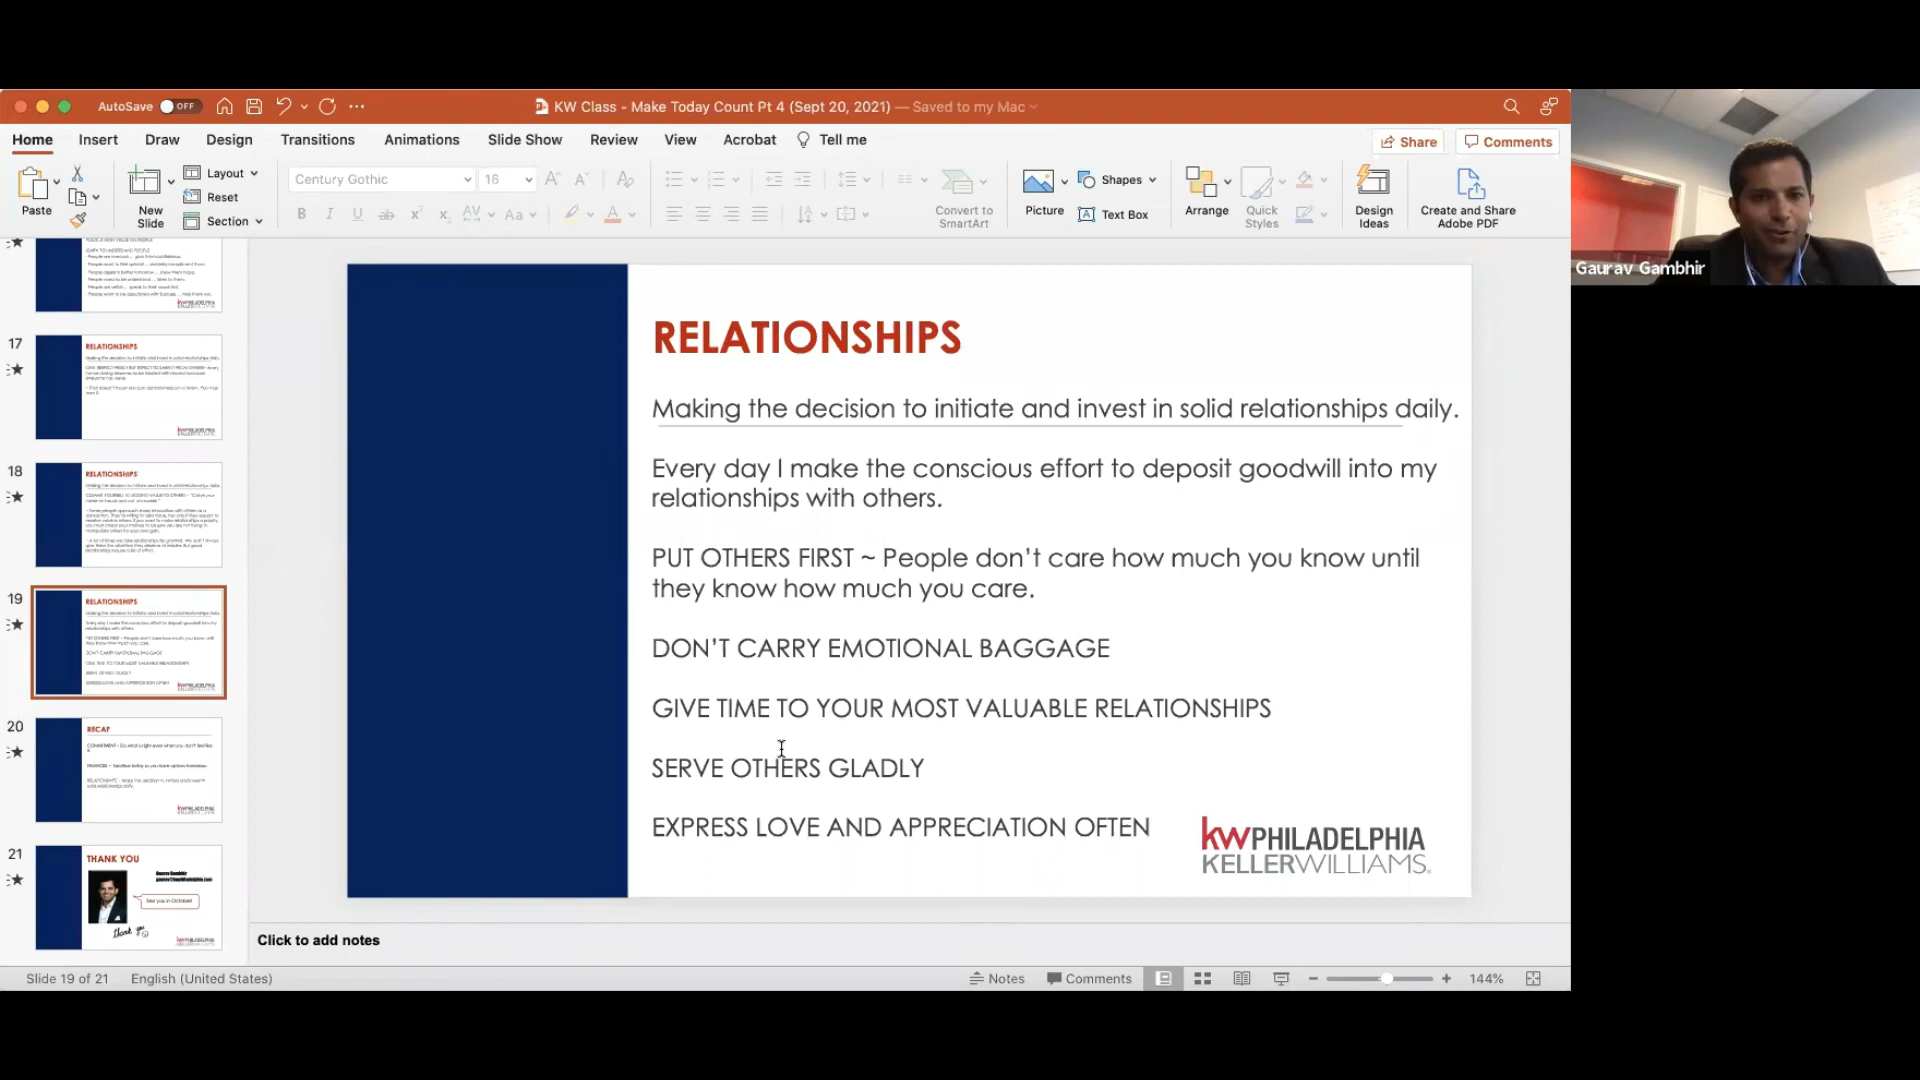 AutoSave OFF
KW Class - Make Today Count Pt 4 (Sept 20, 2021) — Saved to my Mac
Home Insert Draw Design Transitions Animations Slide Show Review View Acrobat Tell me
Share Comments
Paste
New Slide
Layout
Reset
Section
Century Gothic 16
Convert to SmartArt
Picture
Shapes
Text Box
Arrange
Quick Styles
Design Ideas
Create and Share Adobe PDF
Gaurav Gambhir
17
RELATIONSHIPS
18
RELATIONSHIPS
19
RELATIONSHIPS
20
RECAP
21
THANK YOU
See you in October!
thank you
RELATIONSHIPS
Making the decision to initiate and invest in solid relationships daily.
Every day I make the conscious effort to deposit goodwill into my
relationships with others.
PUT OTHERS FIRST ~ People don’t care how much you know until
they know how much you care.
DON’T CARRY EMOTIONAL BAGGAGE
GIVE TIME TO YOUR MOST VALUABLE RELATIONSHIPS
SERVE OTHERS GLADLY
EXPRESS LOVE AND APPRECIATION OFTEN
kwPHILADELPHIA
KELLERWILLIAMS.
Click to add notes
Slide 19 of 21 English (United States)
Notes Comments 144%